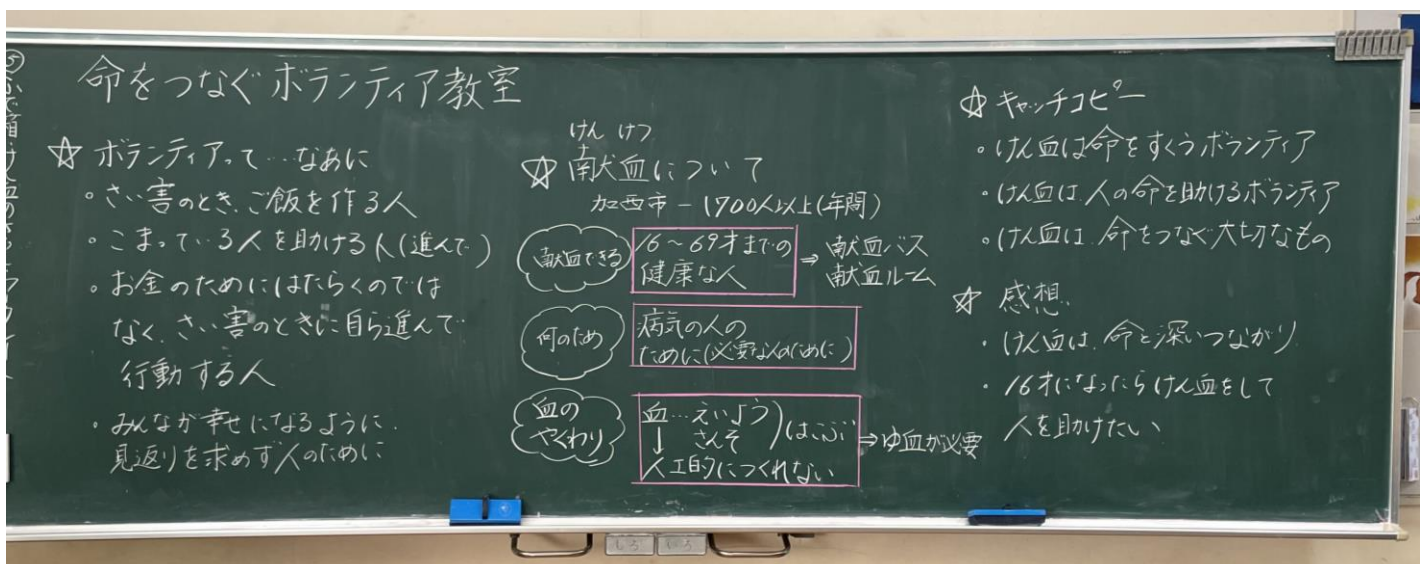 命をつなぐボランティア教室
☆ ボランティアって…なあに
・さい害のとき、ご飯を作る人
・こまっている人を助ける人(進んで)
・お金のためにはたらくのでは
なく、さい害のときに自ら進んで
行動する人
・みんなが幸せになるように、
見返りを求めず人のために
けん けつ
☆ 献血について
加西市 - 1700人以上(年間)
献血できる
16～69才までの
健康な人
⇒ 献血バス
献血ルーム
何のため
病気の人の
ために(必要な人のために)
血の
やくわり
血…えいよう
さんそ
)はこぶ
↓
人工的につくれない
⇒ ゆ血が必要
☆ キャッチコピー
・けん血は命をすくうボランティア
・けん血は、人の命を助けるボランティア
・けん血は、命をつなぐ大切なもの
☆ 感想
・けん血は、命と深いつながり
・16才になったらけん血をして
人を助けたい